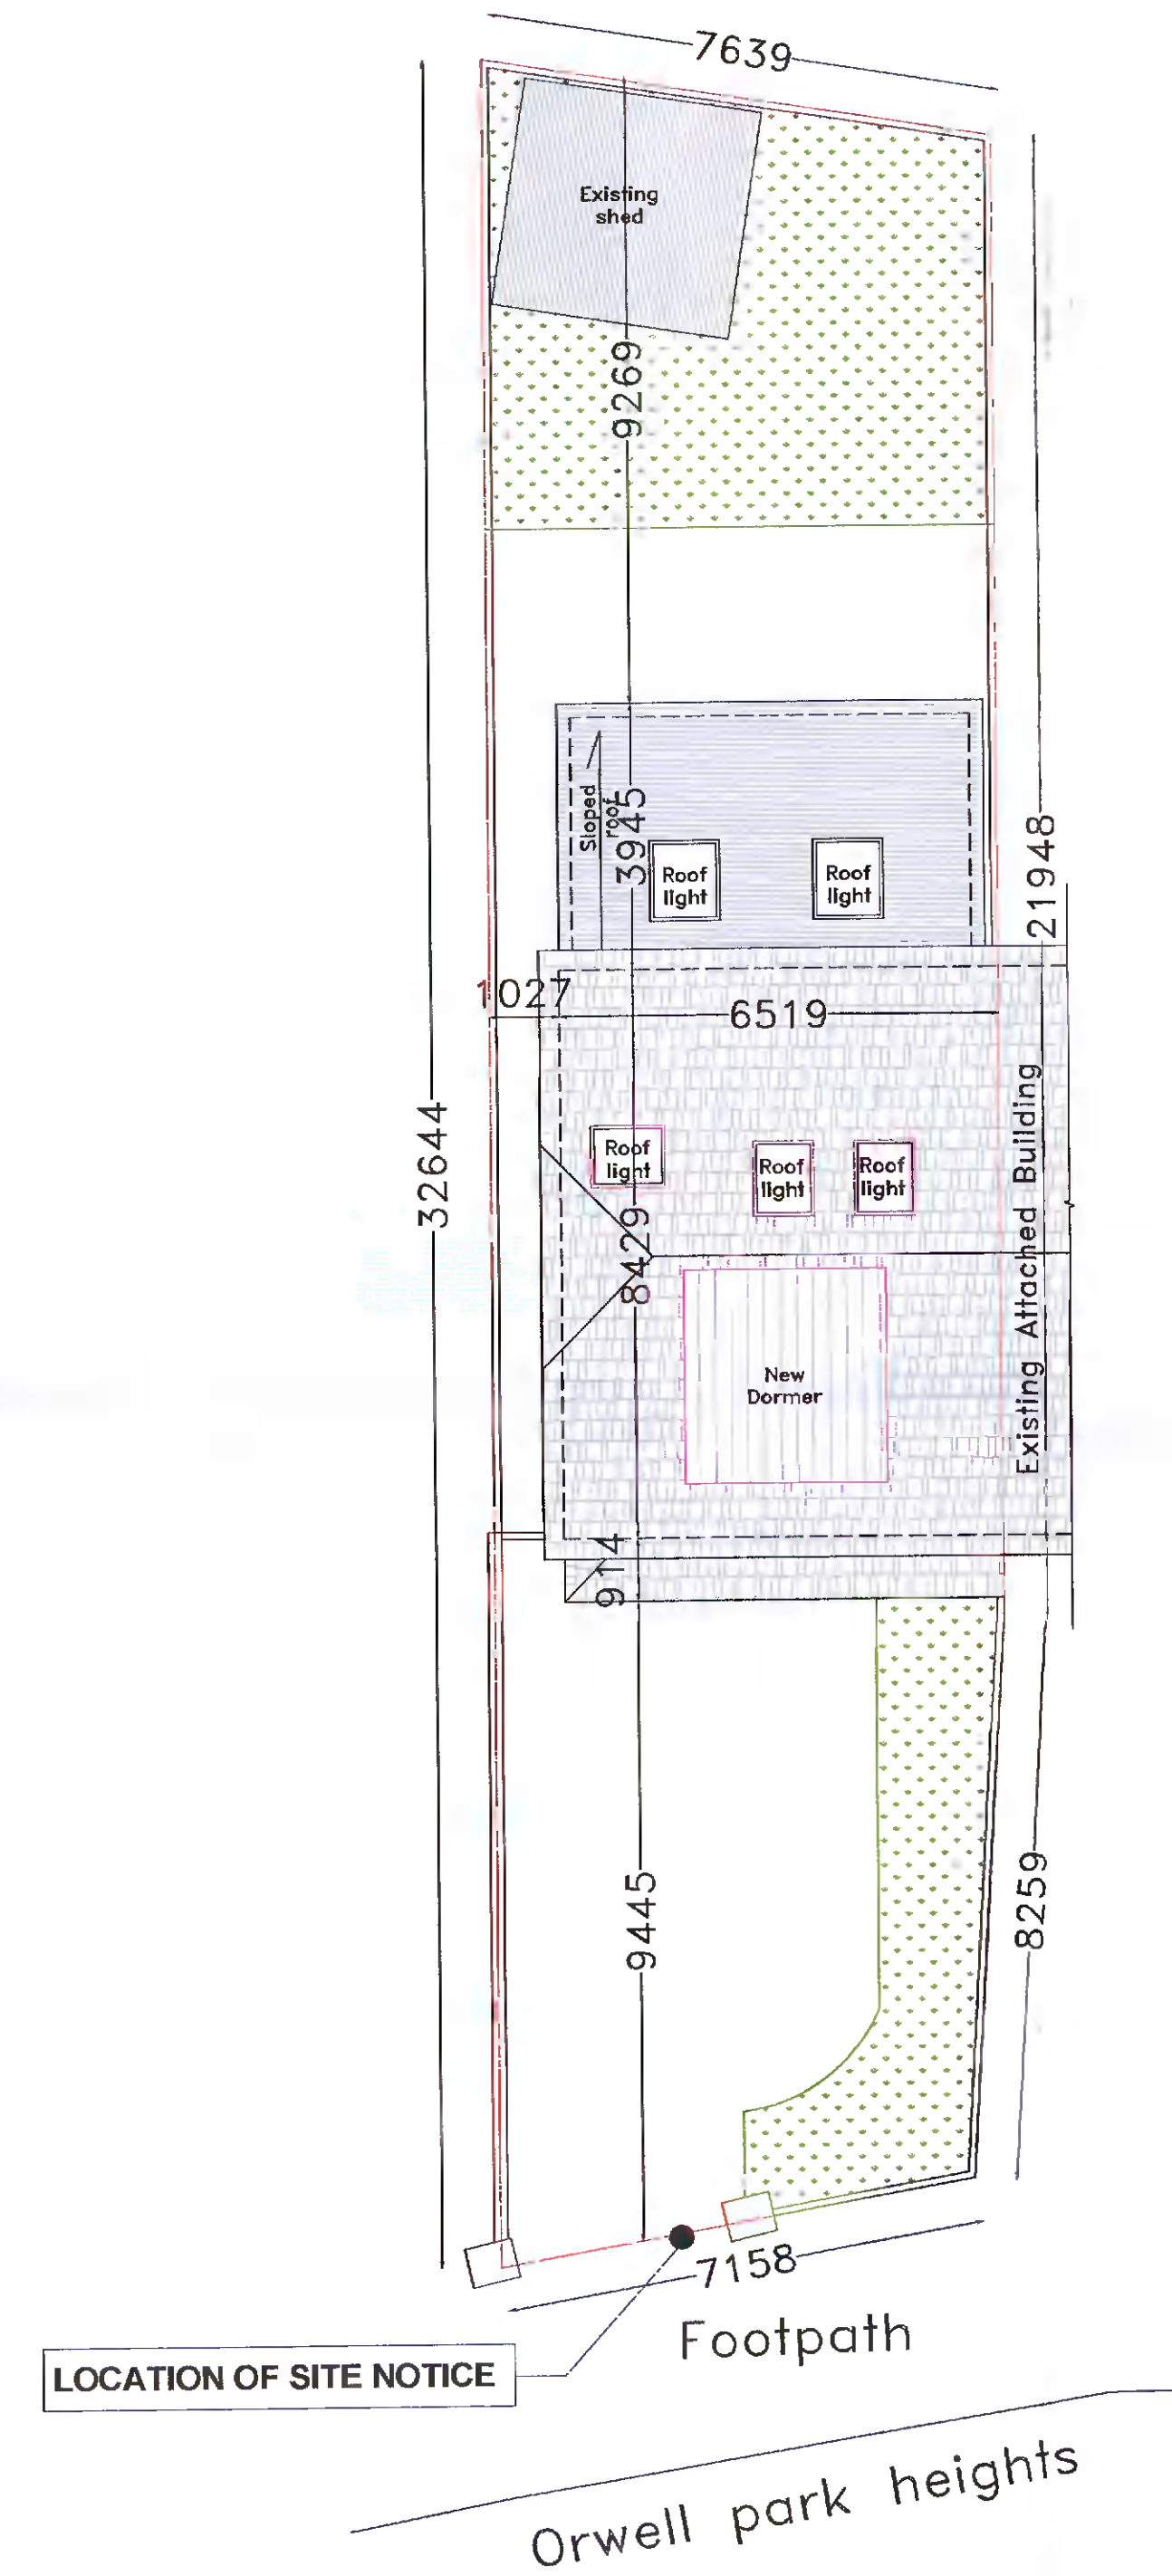 7639
Existing
shed
9269
Sloped
roof
3945
Roof
light
Roof
light
21948
1027
6519
32644
Roof
light
Roof
light
Roof
light
8429
Existing Attached Building
New
Dormer
914
9445
8259
7158
Footpath
LOCATION OF SITE NOTICE
Orwell park heights